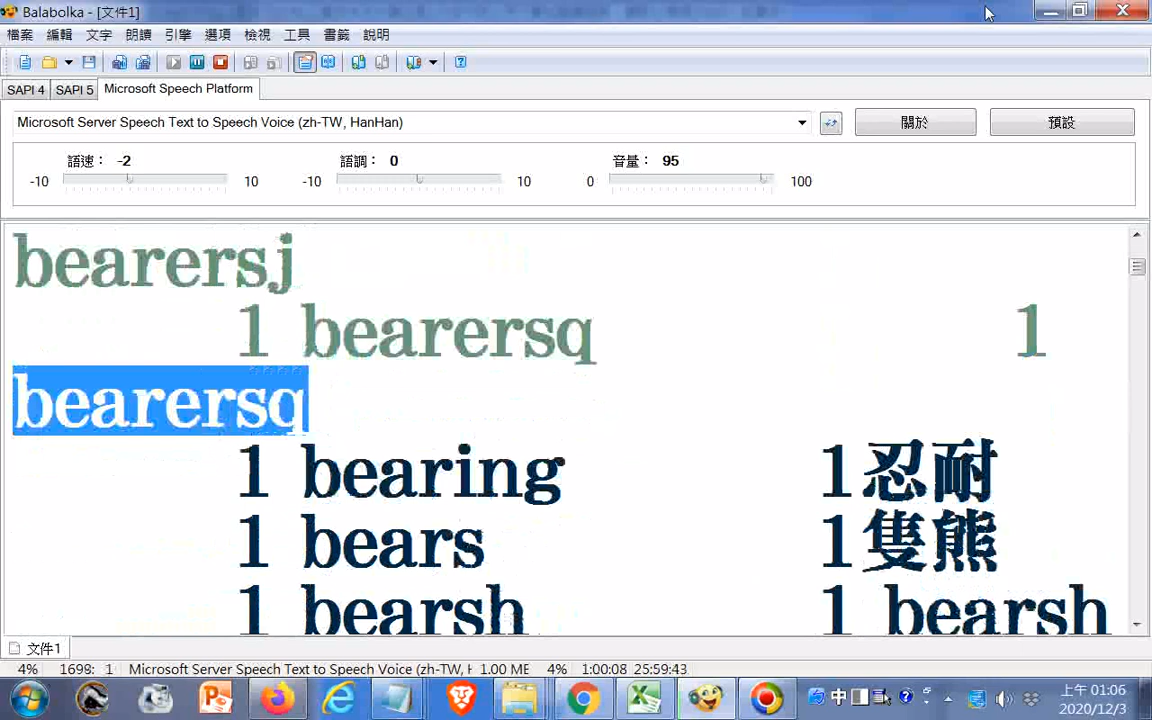 Balabolka - [文件1]
檔案 編輯 文字 朗讀 引擎 選項 檢視 工具 書籤 說明
SAPI 4 SAPI 5 Microsoft Speech Platform
Microsoft Server Speech Text to Speech Voice (zh-TW, HanHan) 關於 預設
語速： -2 語調： 0 音量： 95
-10 10 -10 10 0 100
bearersj
1 bearersq 1
bearersq
1 bearing 1忍耐
1 bears 1隻熊
1 bearsh 1 bearsh
文件1
4% 1699: 1 Microsoft Server Speech Text to Speech Voice (zh-TW, 1.00 ME 4% 1:00:08 25:59:43
中 上午 01:06
2020/12/3